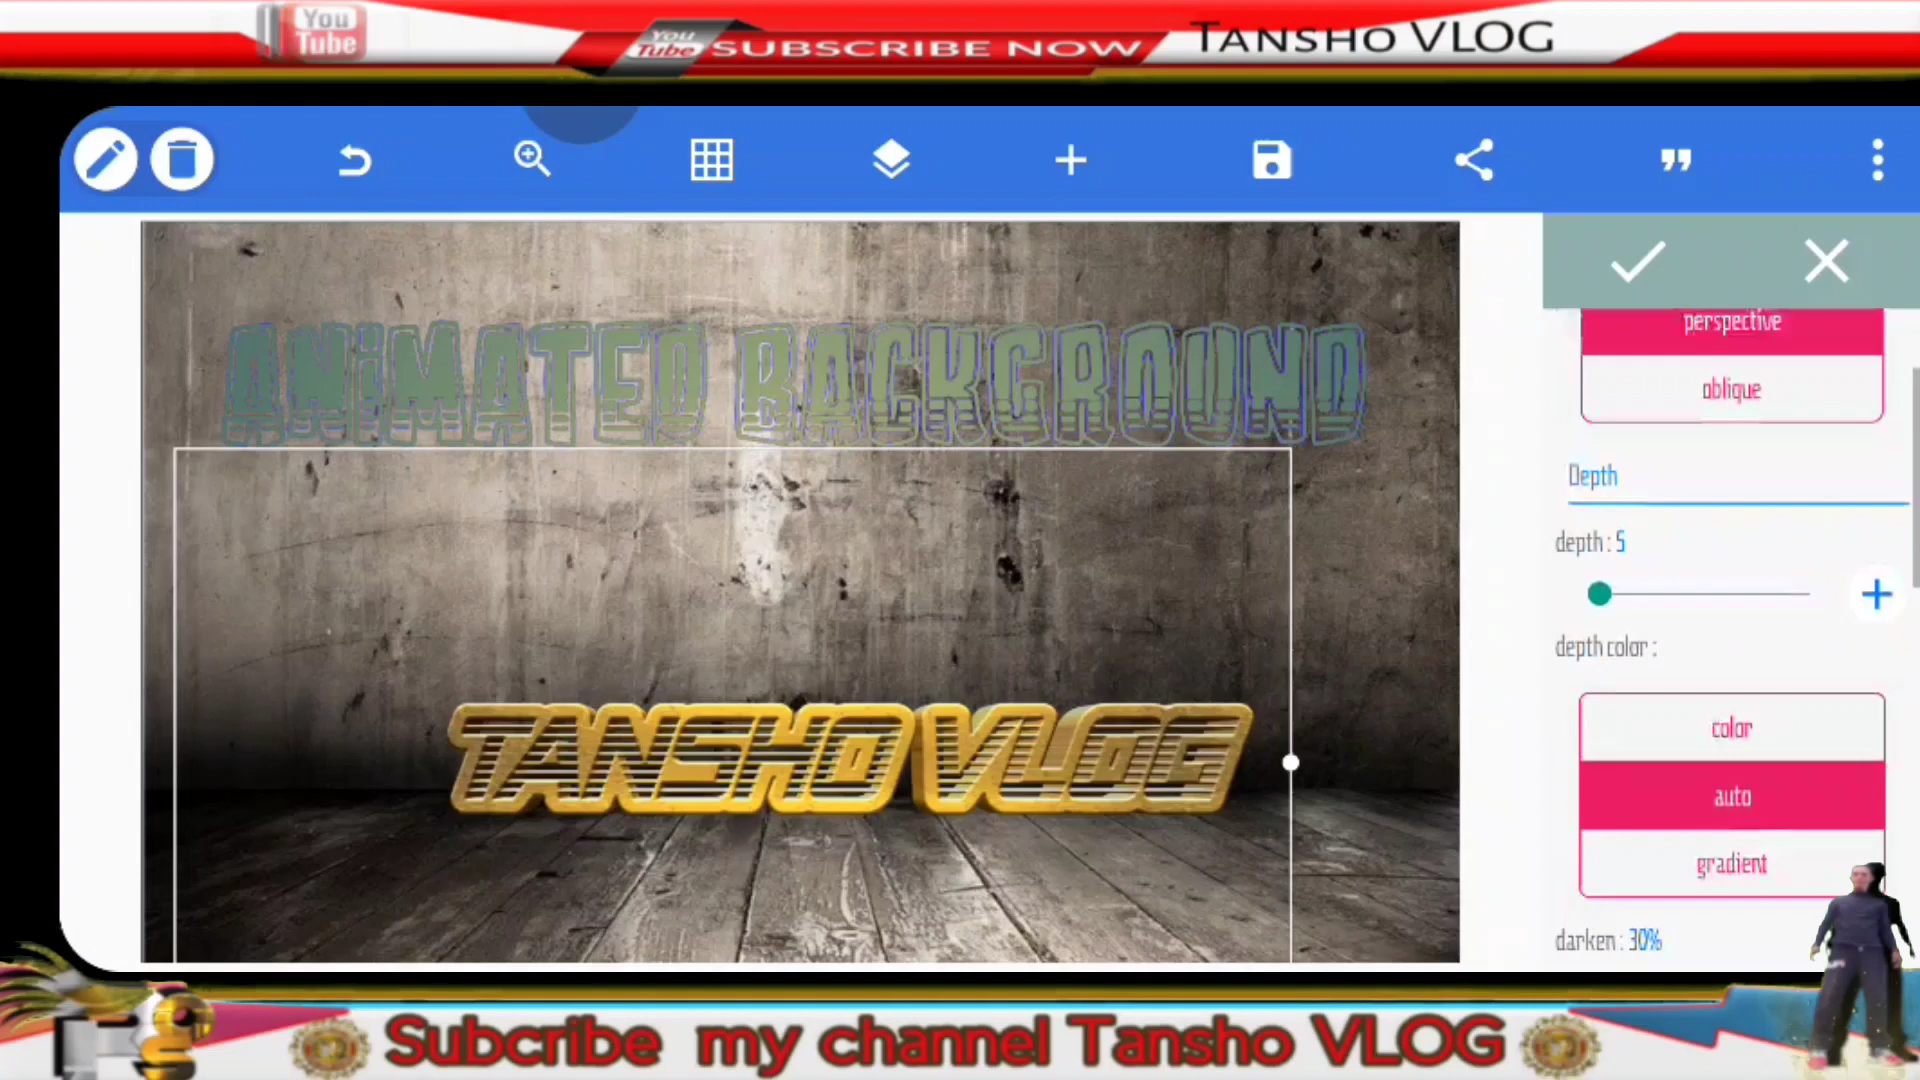 You
Tube
You
Tube SUBSCRIBE NOW
TANSHO VLOG
perspective
oblique
ANiMATED BACKGROUND
Depth
depth : 5
depth color :
TANSHO VLOG
color
auto
gradient
darken : 30%
Subcribe my channel Tansho VLOG